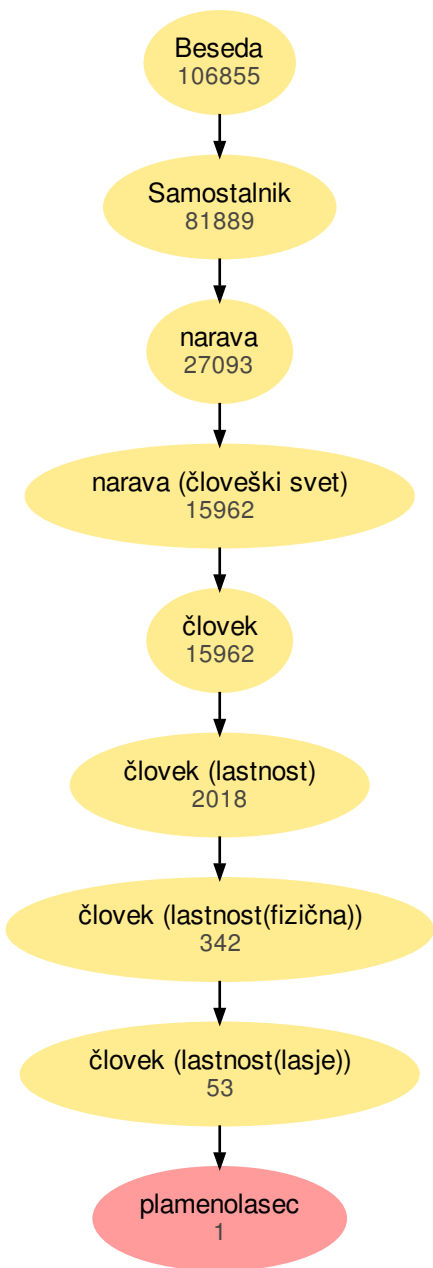 Beseda
106855
Samostalnik
81889
narava
27093
narava (človeški svet)
15962
človek
15962
človek (lastnost)
2018
človek (lastnost(fizična))
342
človek (lastnost(lasje))
53
plamenolasec
1